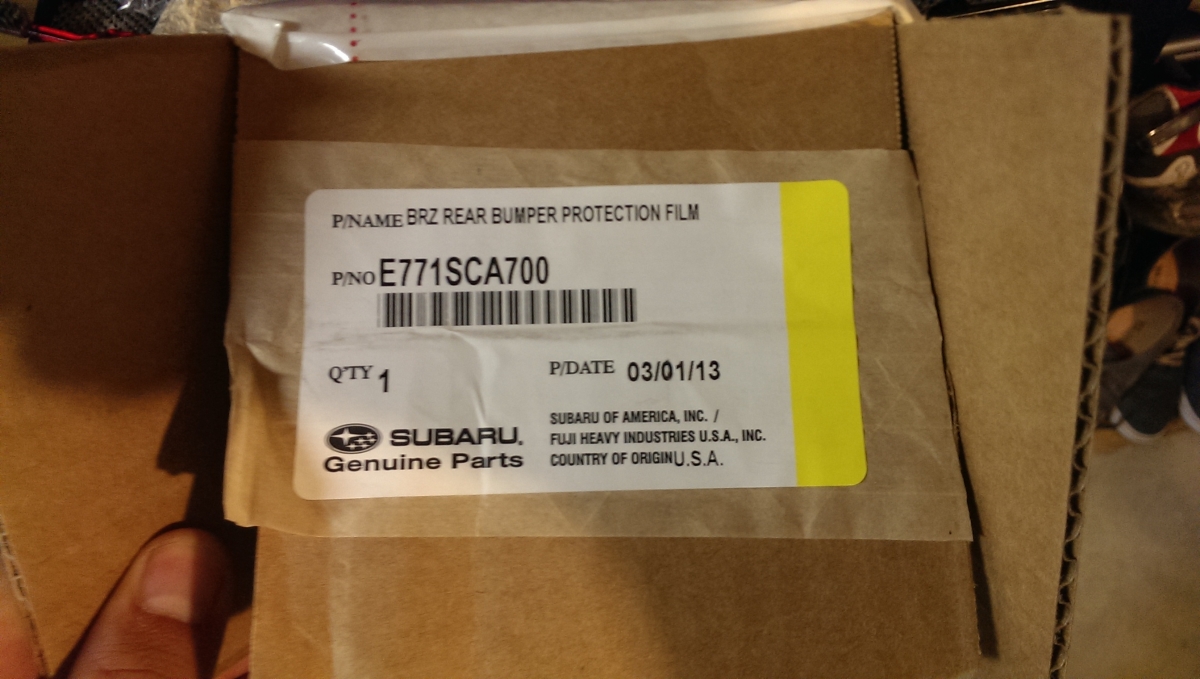 P/NAME BRZ REAR BUMPER PROTECTION FILM
P/NO E771SCA700
Q'TY 1
P/DATE 03/01/13
SUBARU.
Genuine Parts
SUBARU OF AMERICA, INC. /
FUJI HEAVY INDUSTRIES U.S.A., INC.
COUNTRY OF ORIGIN U.S.A.